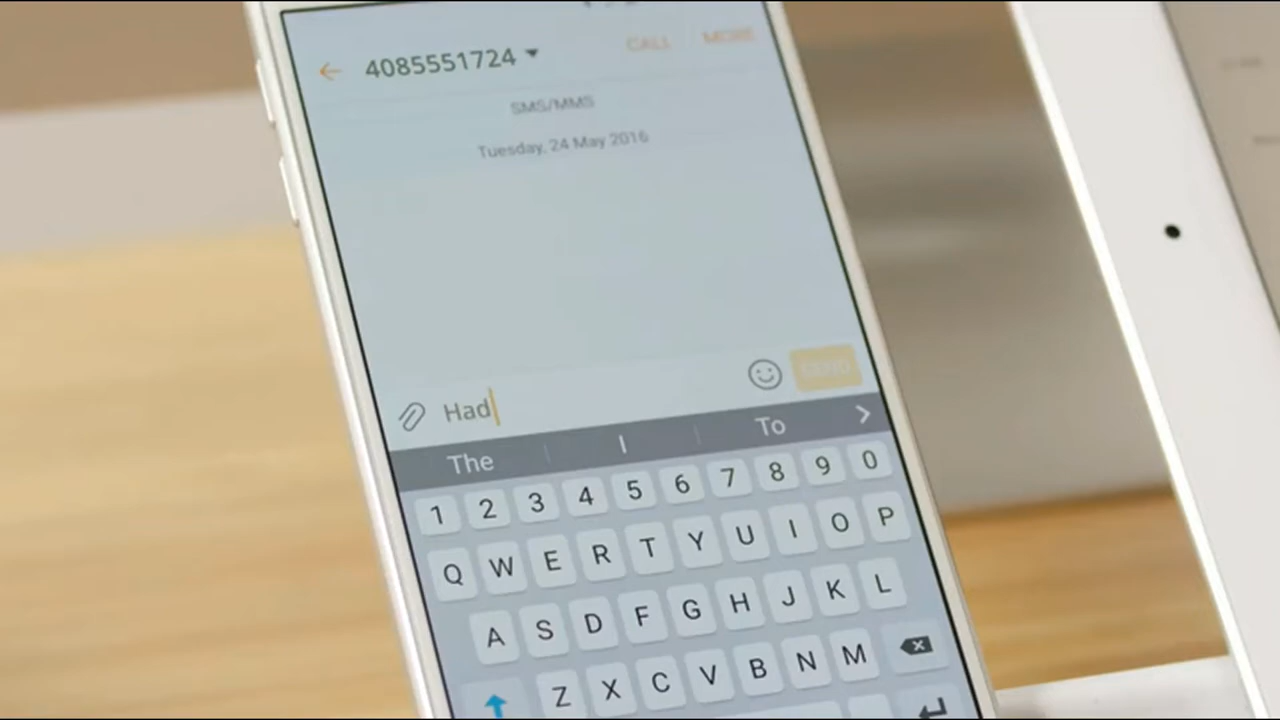 4085551724 CALL MORE
SMS/MMS
Tuesday, 24 May 2016
Had SEND
The I To
1 2 3 4 5 6 7 8 9 0
Q W E R T Y U I O P
A S D F G H J K L
Z X C V B N M